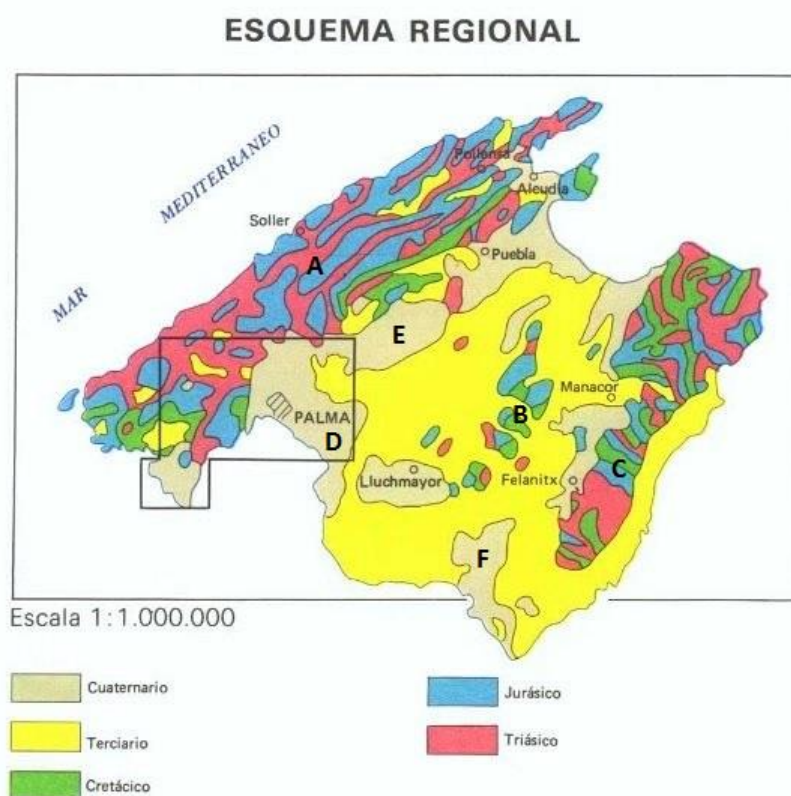 ESQUEMA REGIONAL
MAR MEDITERRANEO
Pollensa
Alcudia
Soller
Puebla
A
E
Manacor
B
PALMA
D
C
Lluchmayor
Felanitx
F
Escala 1:1.000.000
Cuaternario
Terciario
Cretácico
Jurásico
Triásico